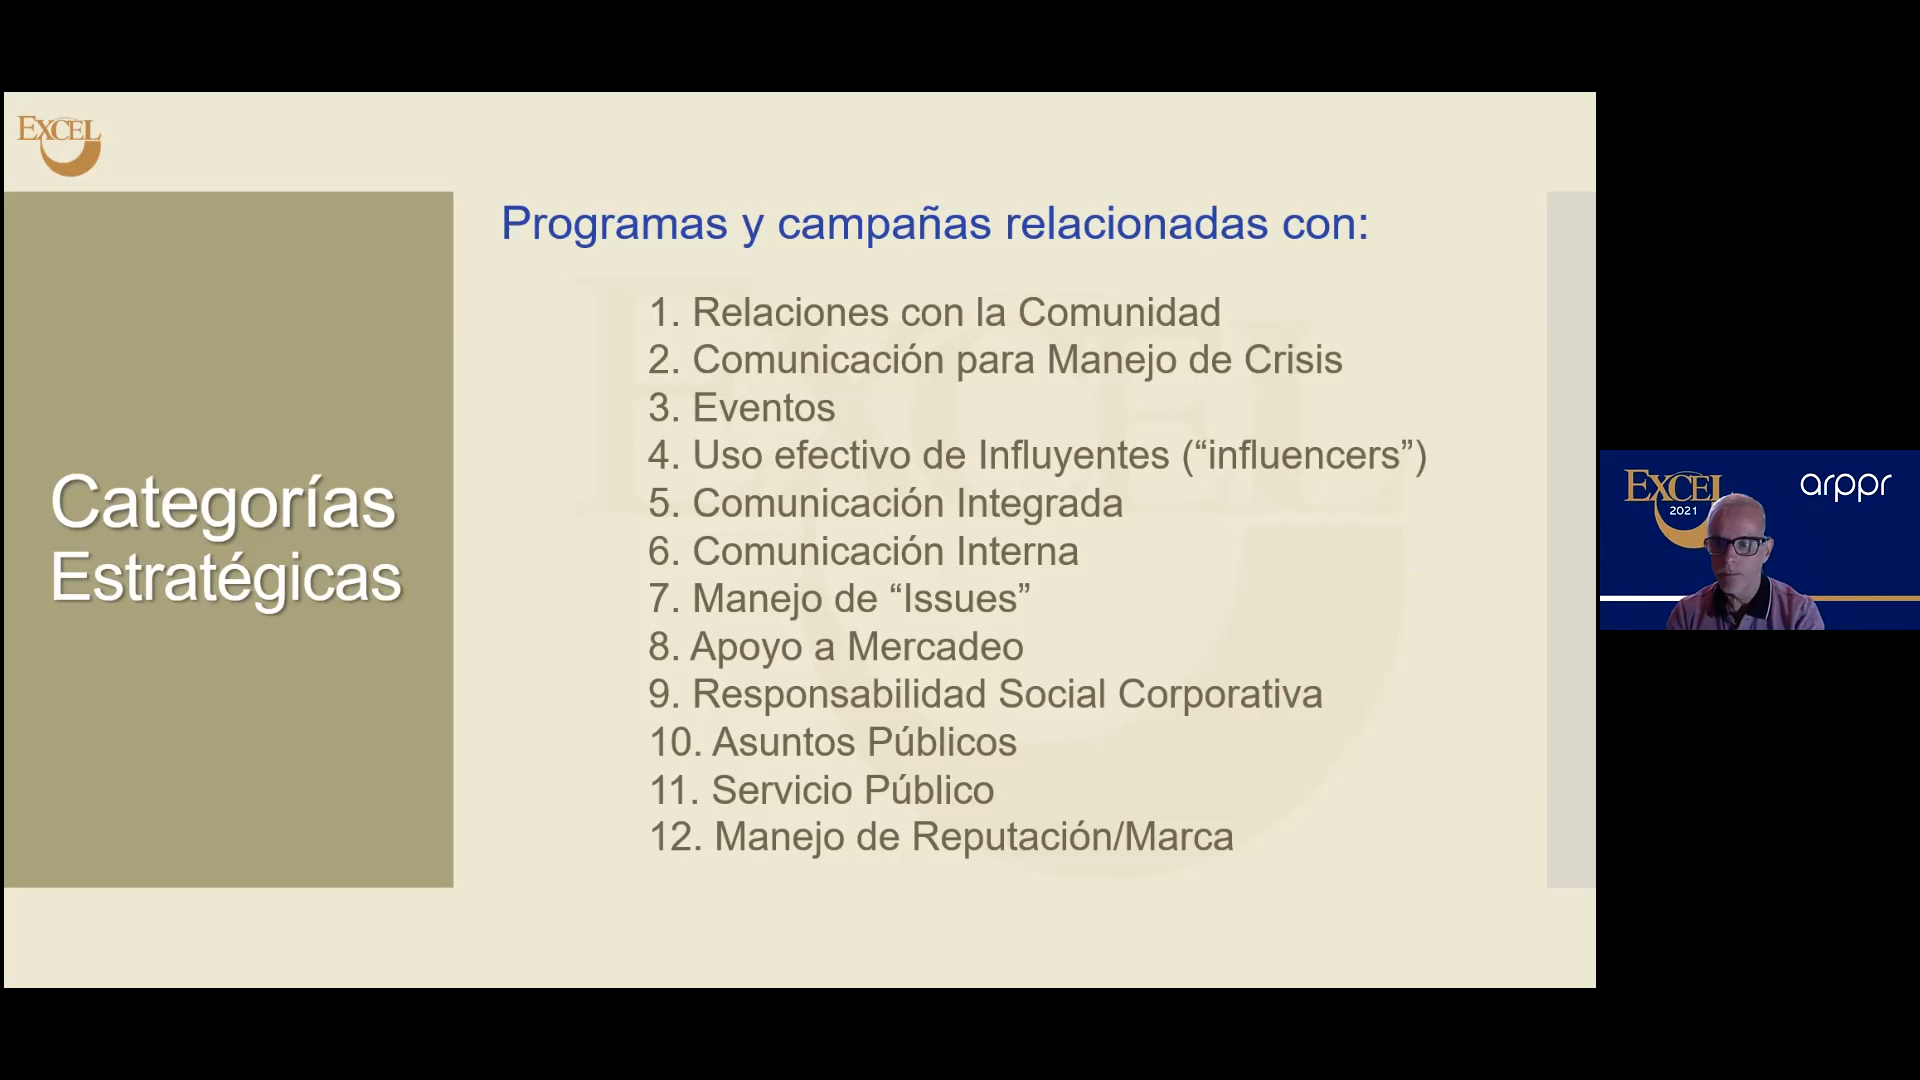 EXCEL
Categorías
Estratégicas
Programas y campañas relacionadas con:
1. Relaciones con la Comunidad
2. Comunicación para Manejo de Crisis
3. Eventos
4. Uso efectivo de Influyentes (“influencers”)
5. Comunicación Integrada
6. Comunicación Interna
7. Manejo de “Issues”
8. Apoyo a Mercadeo
9. Responsabilidad Social Corporativa
10. Asuntos Públicos
11. Servicio Público
12. Manejo de Reputación/Marca
EXCEL
EXCEL
2021
arppr